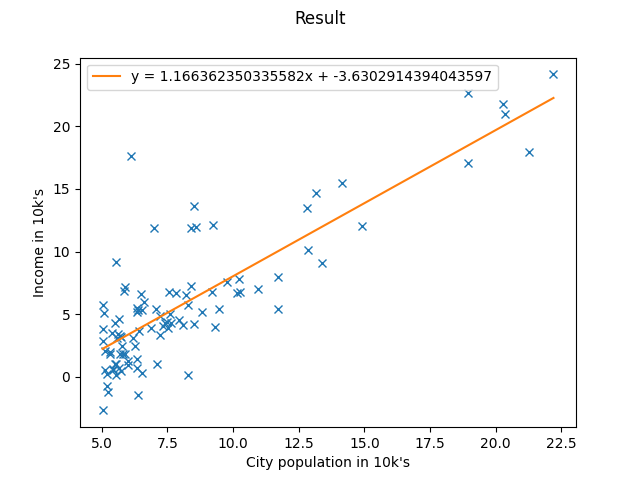 Result
y = 1.166362350335582x + -3.6302914394043597
25
20
15
10
5
0
Income in 10k's
5.0 7.5 10.0 12.5 15.0 17.5 20.0 22.5
City population in 10k's